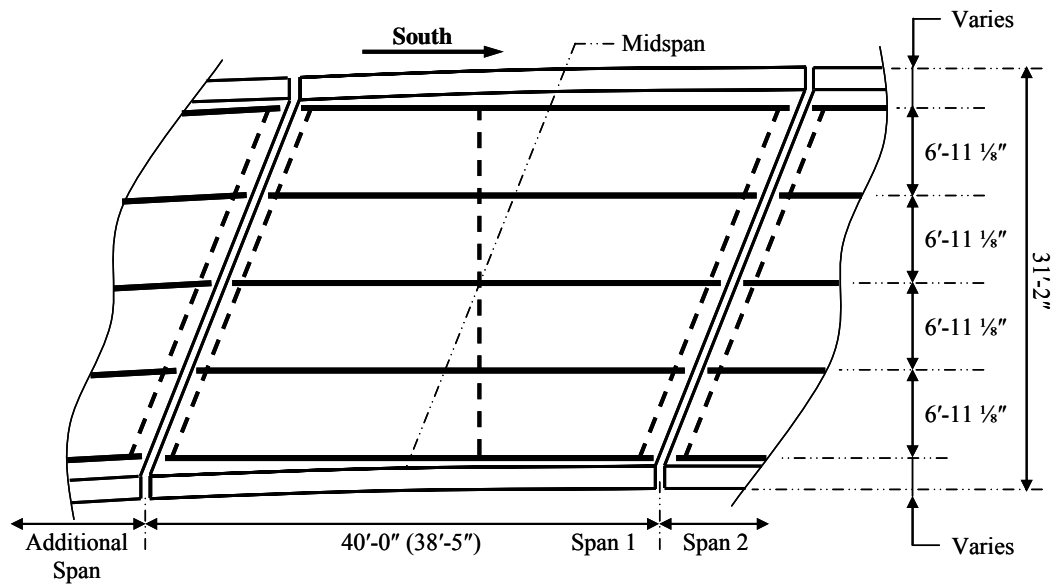 Varies
South
Midspan
6′-11 ⅛″
6′-11 ⅛″
31′-2″
6′-11 ⅛″
6′-11 ⅛″
Additional
Span
40′-0″ (38′-5″)
Span 1
Span 2
Varies